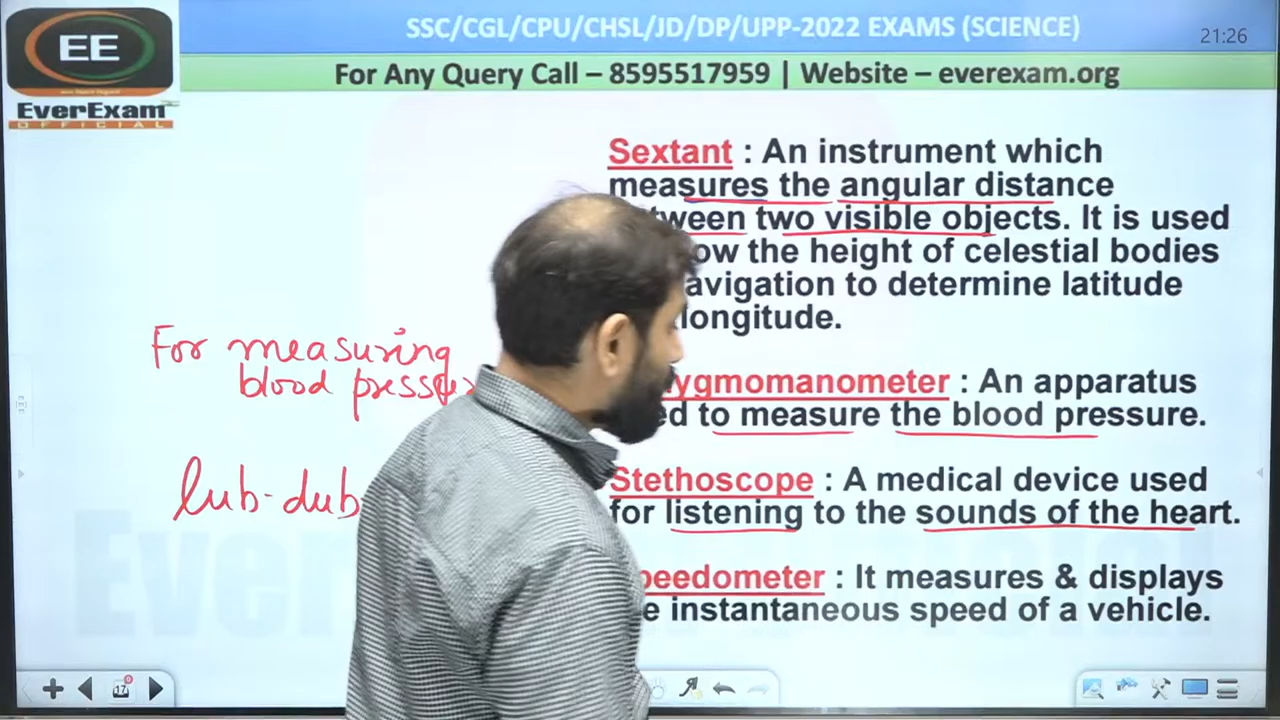 SSC/CGL/CPU/CHSL/JD/DP/UPP-2022 EXAMS (SCIENCE)
21:26
For Any Query Call – 8595517959 | Website – everexam.org
EE
EverExam
OFFICIAL
Sextant : An instrument which
measures the angular distance
two visible objects. It is used
the height of celestial bodies
to determine latitude
longitude.
For measuring
blood
: An apparatus
to measure the blood pressure.
Stethoscope : A medical device used
for listening to the sounds of the heart.
lub-dub
: It measures & displays
instantaneous speed of a vehicle.
17